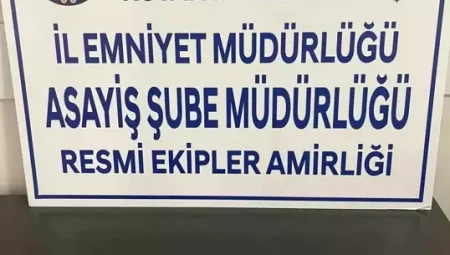 İL EMNİYET MÜDÜRLÜĞÜ
ASAYİŞ ŞUBE MÜDÜRLÜĞÜ
RESMİ EKİPLER AMİRLİĞİ